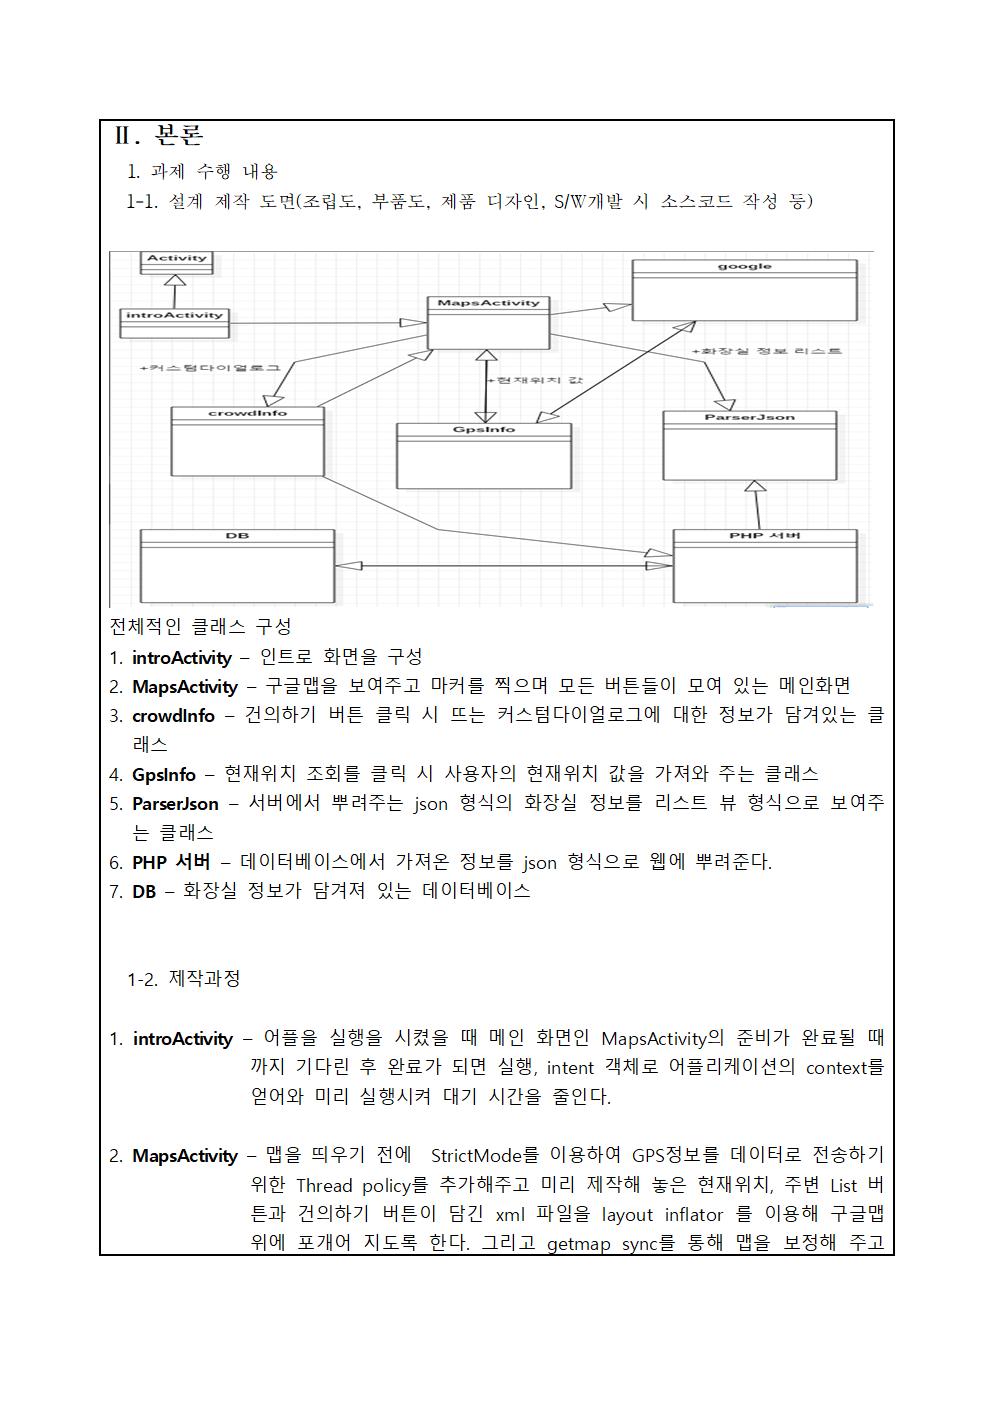 Ⅱ. 본론
1. 과제 수행 내용
1-1. 설계 제작 도면(조립도, 부품도, 제품 디자인, S/W개발 시 소스코드 작성 등)
Activity
google
MapsActivity
introActivity
+화장실 정보 리스트
+커스텀다이얼로그
+현재위치 값
crowdInfo
ParserJson
GpsInfo
DB
PHP 서버
전체적인 클래스 구성
1. introActivity – 인트로 화면을 구성
2. MapsActivity – 구글맵을 보여주고 마커를 찍으며 모든 버튼들이 모여 있는 메인화면
3. crowdInfo – 건의하기 버튼 클릭 시 뜨는 커스텀다이얼로그에 대한 정보가 담겨있는 클
래스
4. GpsInfo – 현재위치 조회를 클릭 시 사용자의 현재위치 값을 가져와 주는 클래스
5. ParserJson – 서버에서 뿌려주는 json 형식의 화장실 정보를 리스트 뷰 형식으로 보여주
는 클래스
6. PHP 서버 – 데이터베이스에서 가져온 정보를 json 형식으로 웹에 뿌려준다.
7. DB – 화장실 정보가 담겨져 있는 데이터베이스
1-2. 제작과정
1. introActivity – 어플을 실행을 시켰을 때 메인 화면인 MapsActivity의 준비가 완료될 때
까지 기다린 후 완료가 되면 실행, intent 객체로 어플리케이션의 context를
얻어와 미리 실행시켜 대기 시간을 줄인다.
2. MapsActivity – 맵을 띄우기 전에 StrictMode를 이용하여 GPS정보를 데이터로 전송하기
위한 Thread policy를 추가해주고 미리 제작해 놓은 현재위치, 주변 List 버
튼과 건의하기 버튼이 담긴 xml 파일을 layout inflator 를 이용해 구글맵
위에 포개어 지도록 한다. 그리고 getmap sync를 통해 맵을 보정해 주고